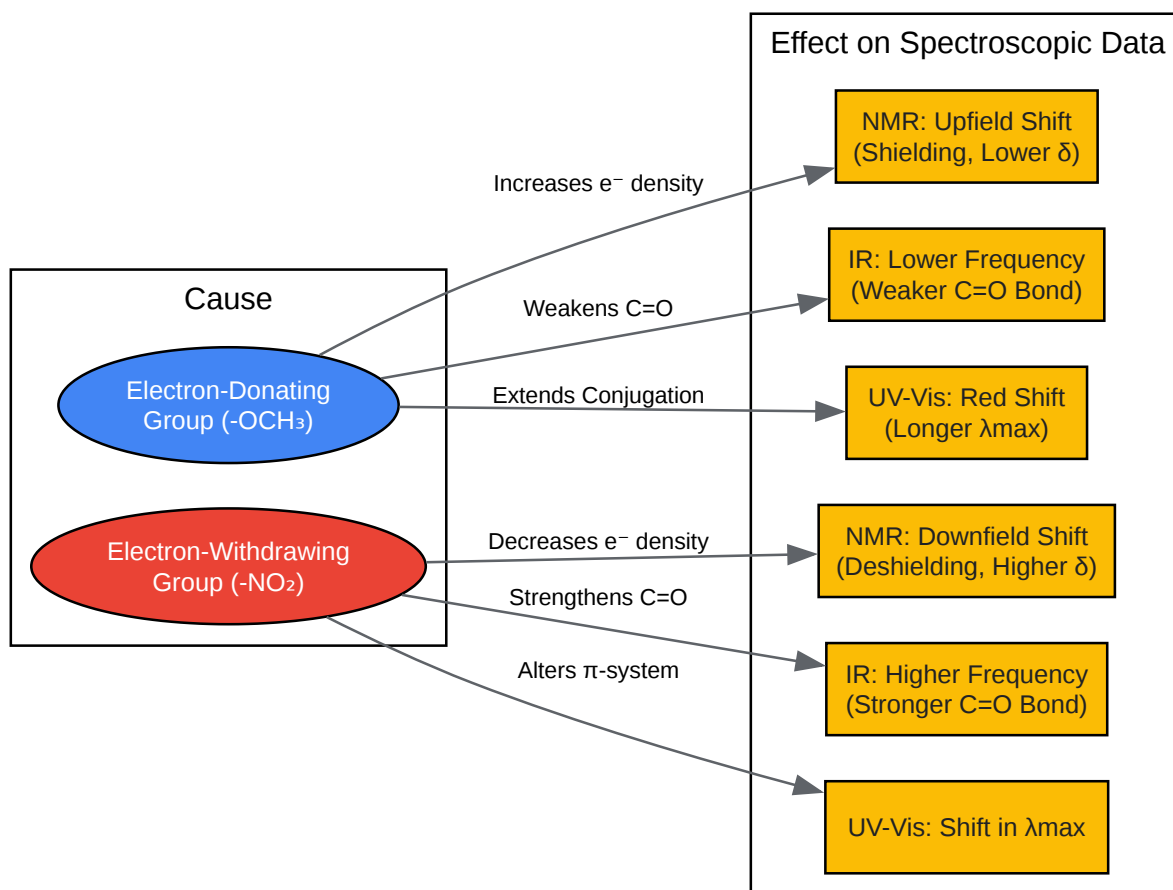 Effect on Spectroscopic Data
NMR: Upfield Shift
(Shielding, Lower δ)
Increases e⁻ density
IR: Lower Frequency
(Weaker C=O Bond)
Cause
Weakens C=O
Electron-Donating
Group (-OCH₃)
Extends Conjugation
UV-Vis: Red Shift
(Longer λmax)
Electron-Withdrawing
Group (-NO₂)
Decreases e⁻ density
NMR: Downfield Shift
(Deshielding, Higher δ)
Strengthens C=O
IR: Higher Frequency
(Stronger C=O Bond)
Alters π-system
UV-Vis: Shift in λmax